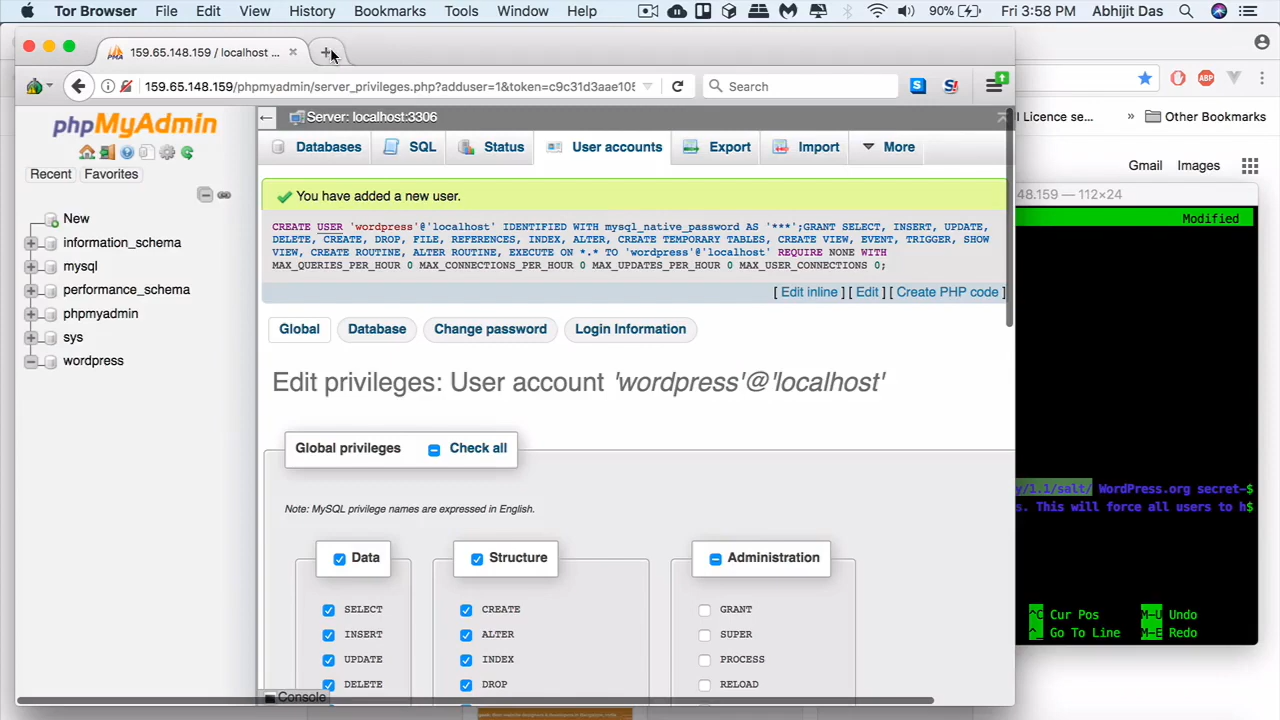 Tor Browser File Edit View History Bookmarks Tools Window Help 90% Fri 3:58 PM Abhijit Das
159.65.148.159 / localhost ...
159.65.148.159/phpmyadmin/server_privileges.php?adduser=1&token=c9c31d3aae105
Search
l Licence se...
» Other Bookmarks
Gmail Images
phpMyAdmin
Recent Favorites
New
information_schema
mysql
performance_schema
phpmyadmin
sys
wordpress
Server: localhost:3306
Databases SQL Status User accounts Export Import More
You have added a new user.
CREATE USER 'wordpress'@'localhost' IDENTIFIED WITH mysql_native_password AS '***';GRANT SELECT, INSERT, UPDATE,
DELETE, CREATE, DROP, FILE, REFERENCES, INDEX, ALTER, CREATE TEMPORARY TABLES, CREATE VIEW, EVENT, TRIGGER, SHOW
VIEW, CREATE ROUTINE, ALTER ROUTINE, EXECUTE ON *.* TO 'wordpress'@'localhost' REQUIRE NONE WITH
MAX_QUERIES_PER_HOUR 0 MAX_CONNECTIONS_PER_HOUR 0 MAX_UPDATES_PER_HOUR 0 MAX_USER_CONNECTIONS 0;
[ Edit inline ] [ Edit ] [ Create PHP code ]
Global Database Change password Login Information
Edit privileges: User account 'wordpress'@'localhost'
Global privileges Check all
Note: MySQL privilege names are expressed in English.
Data Structure Administration
SELECT CREATE GRANT
INSERT ALTER SUPER
UPDATE INDEX PROCESS
DELETE DROP RELOAD
Console
48.159 — 112×24
Modified
y/1.1/salt/ WordPress.org secret-$
s. This will force all users to h$
^C Cur Pos M-U Undo
^_ Go To Line M-E Redo